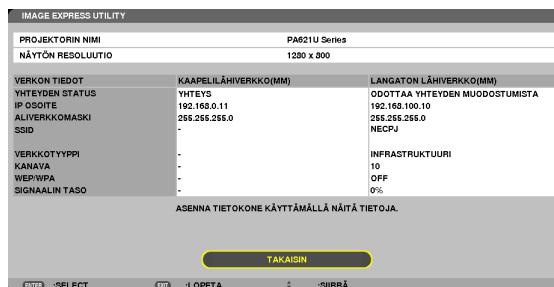 IMAGE EXPRESS UTILITY
PROJEKTORIN NIMI PA621U Series
NÄYTÖN RESOLUUTIO 1280 x 800
VERKON TIEDOT KAAPELILÄHIVERKKO(MM) LANGATON LÄHIVERKKO(MM)
YHTEYDEN STATUS YHTEYS ODOTTAA YHTEYDEN MUODOSTUMISTA
IP OSOITE 192.168.0.11 192.168.100.10
ALIVERKKOMASKI 255.255.255.0 255.255.255.0
SSID - NECPJ
VERKKOTYYPPI - INFRASTRUKTUURI
KANAVA - 10
WEP/WPA - OFF
SIGNAALIN TASO - 0%
ASENNA TIETOKONE KÄYTTÄMÄLLÄ NÄITÄ TIETOJA.
TAKAISIN
ENTER :SELECT EXIT :LOPETA :SIIRRÄ